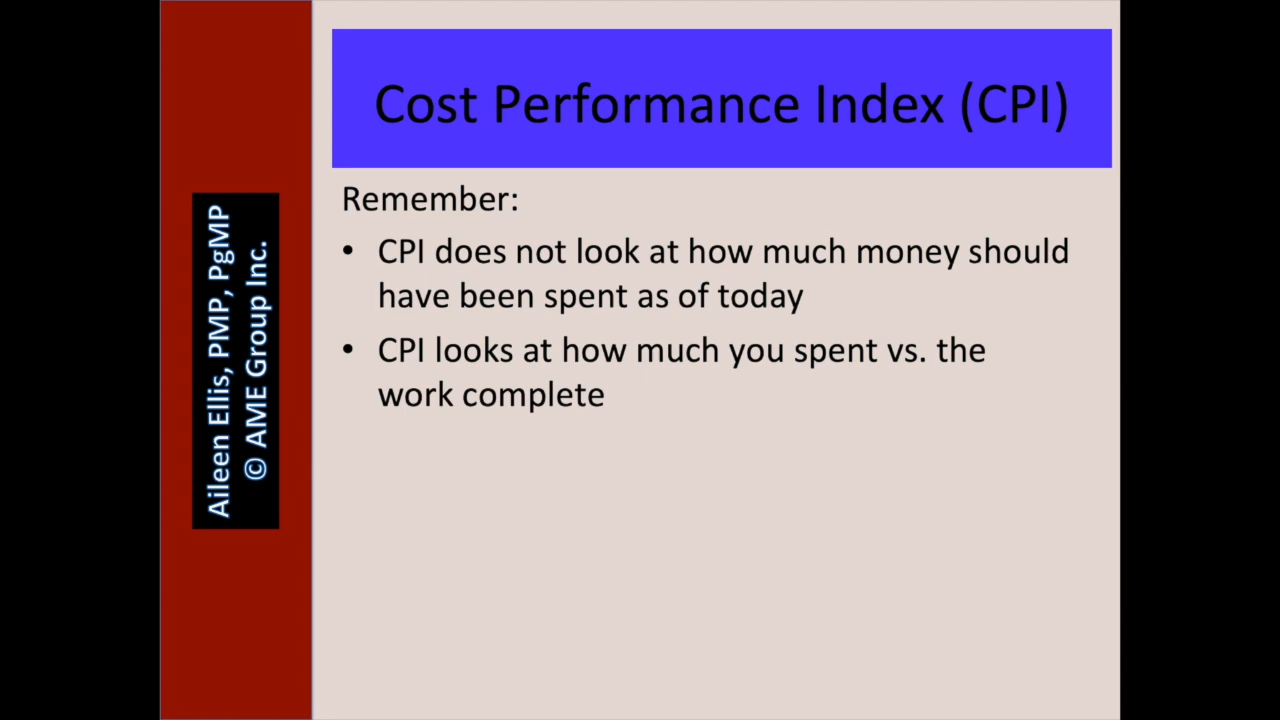 Cost Performance Index (CPI)
Remember:
• CPI does not look at how much money should
have been spent as of today
• CPI looks at how much you spent vs. the
work complete
Aileen Ellis, PMP, PgMP
© AME Group Inc.